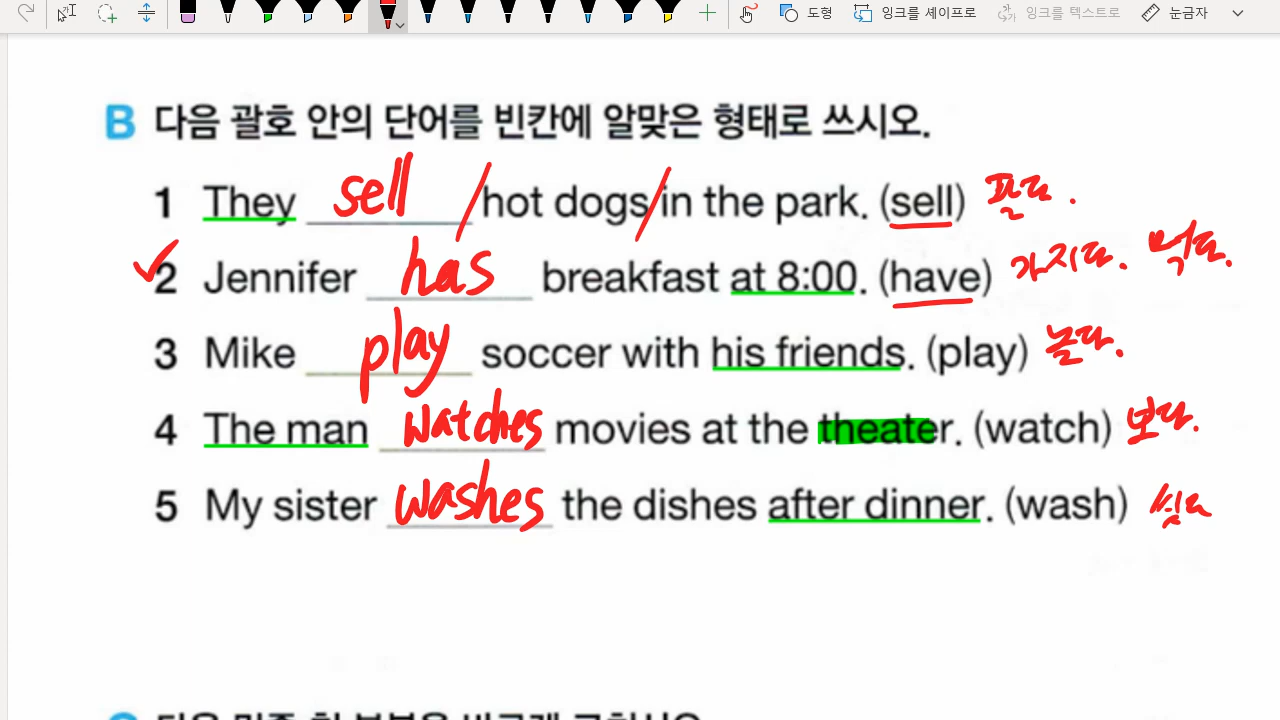 도형 잉크를 셰이프로 잉크를 텍스트로 눈금자
B 다음 괄호 안의 단어를 빈칸에 알맞은 형태로 쓰시오.
1 They sell / hot dogs / in the park. (sell) 팔다.
2 Jennifer has breakfast at 8:00. (have) 가지다. 먹다.
3 Mike play soccer with his friends. (play) 놀다.
4 The man watches movies at the theater. (watch) 보다.
5 My sister washes the dishes after dinner. (wash) 씻다